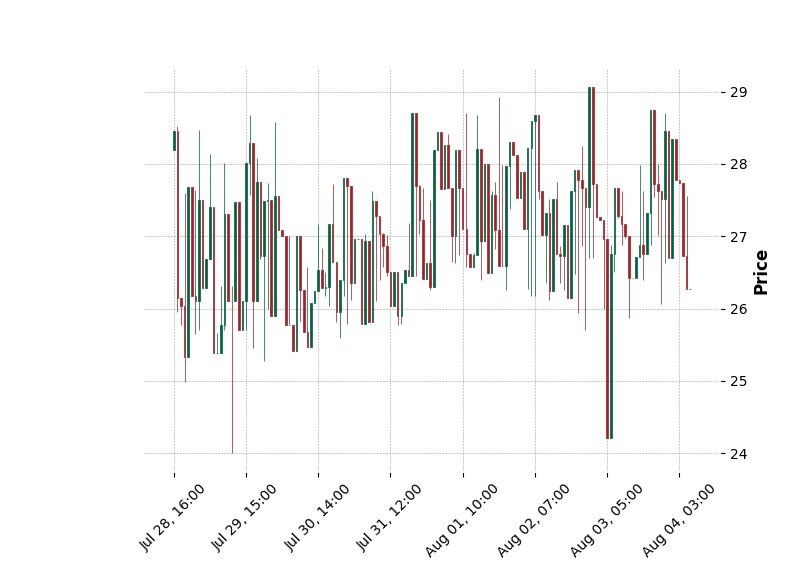 29
28
27
26
25
24
Price
Jul 28, 16:00
Jul 29, 15:00
Jul 30, 14:00
Jul 31, 12:00
Aug 01, 10:00
Aug 02, 07:00
Aug 03, 05:00
Aug 04, 03:00